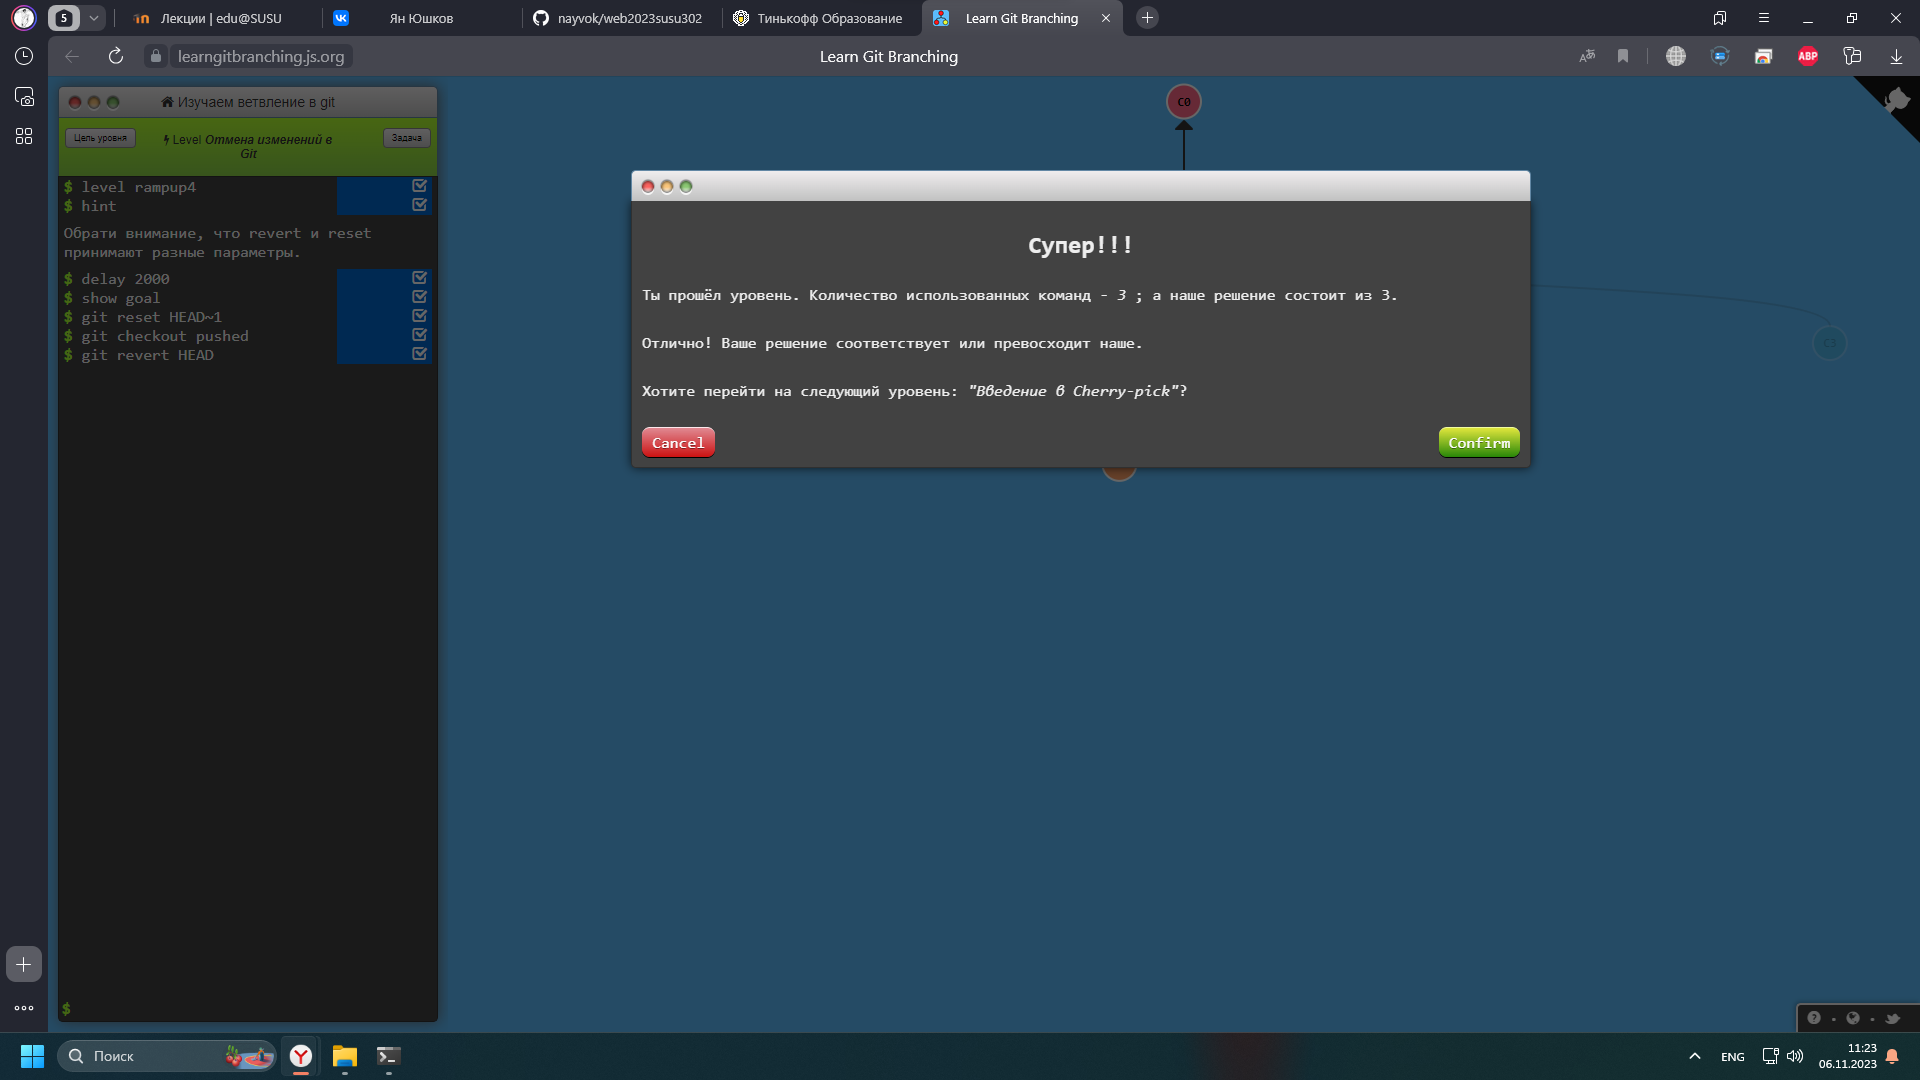 5
Лекции | edu@SUSU
Ян Юшков
nayvok/web2023susu302
Тинькофф Образование
Learn Git Branching
learngitbranching.js.org
Learn Git Branching
ABP
Изучаем ветвление в git
Цель уровня
Level Отмена изменений в
Git
Задача
$ level rampup4
$ hint
Обрати внимание, что revert и reset
принимают разные параметры.
$ delay 2000
$ show goal
$ git reset HEAD~1
$ git checkout pushed
$ git revert HEAD
$
C0
Супер!!!
Ты прошёл уровень. Количество использованных команд - 3 ; а наше решение состоит из 3.
Отлично! Ваше решение соответствует или превосходит наше.
Хотите перейти на следующий уровень: "Введение в Cherry-pick"?
Cancel
Confirm
Поиск
ENG
11:23
06.11.2023